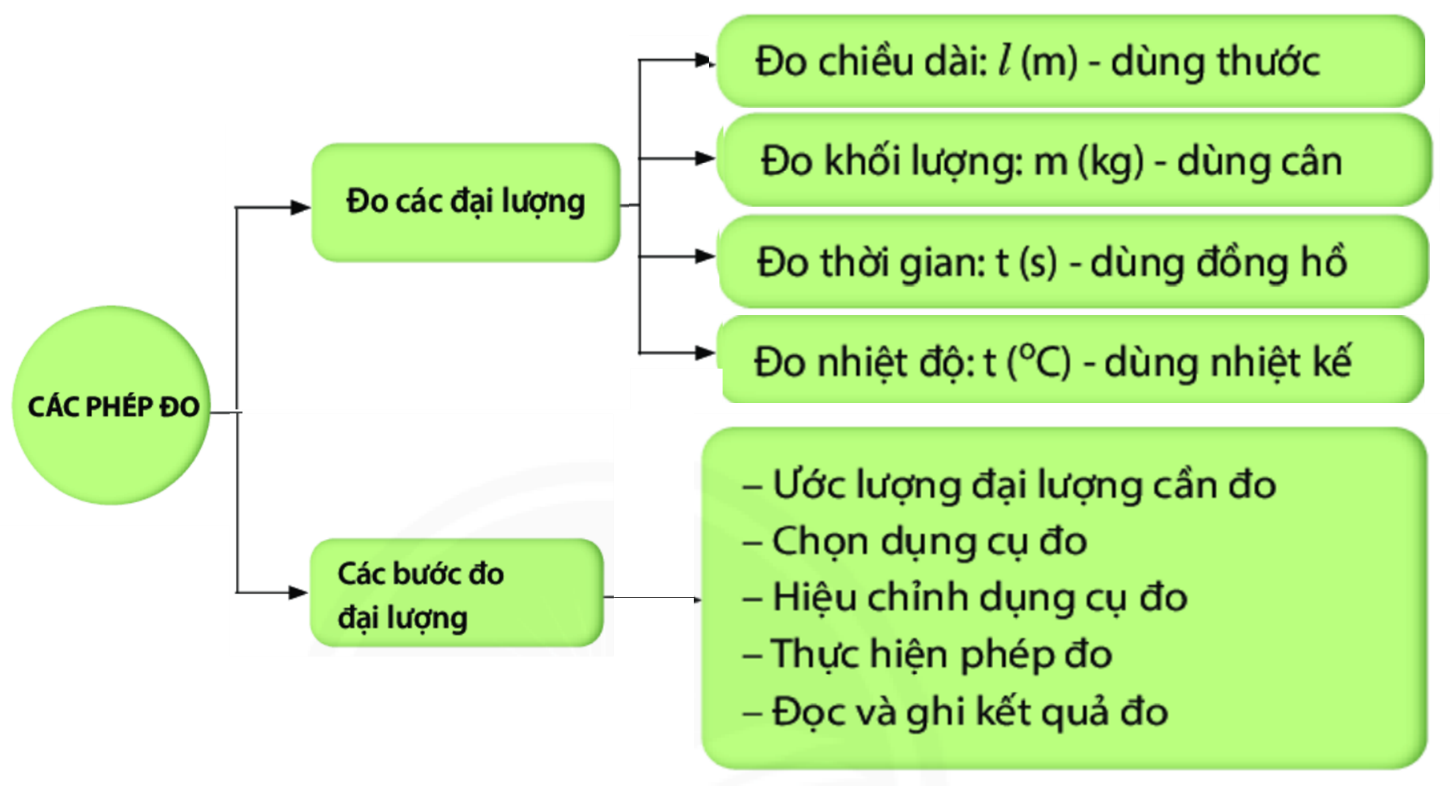 CÁC PHÉP ĐO
Đo các đại lượng
Đo chiều dài: l (m) - dùng thước
Đo khối lượng: m (kg) - dùng cân
Đo thời gian: t (s) - dùng đồng hồ
Đo nhiệt độ: t (ºC) - dùng nhiệt kế
Các bước đo
đại lượng
– Ước lượng đại lượng cần đo
– Chọn dụng cụ đo
– Hiệu chỉnh dụng cụ đo
– Thực hiện phép đo
– Đọc và ghi kết quả đo